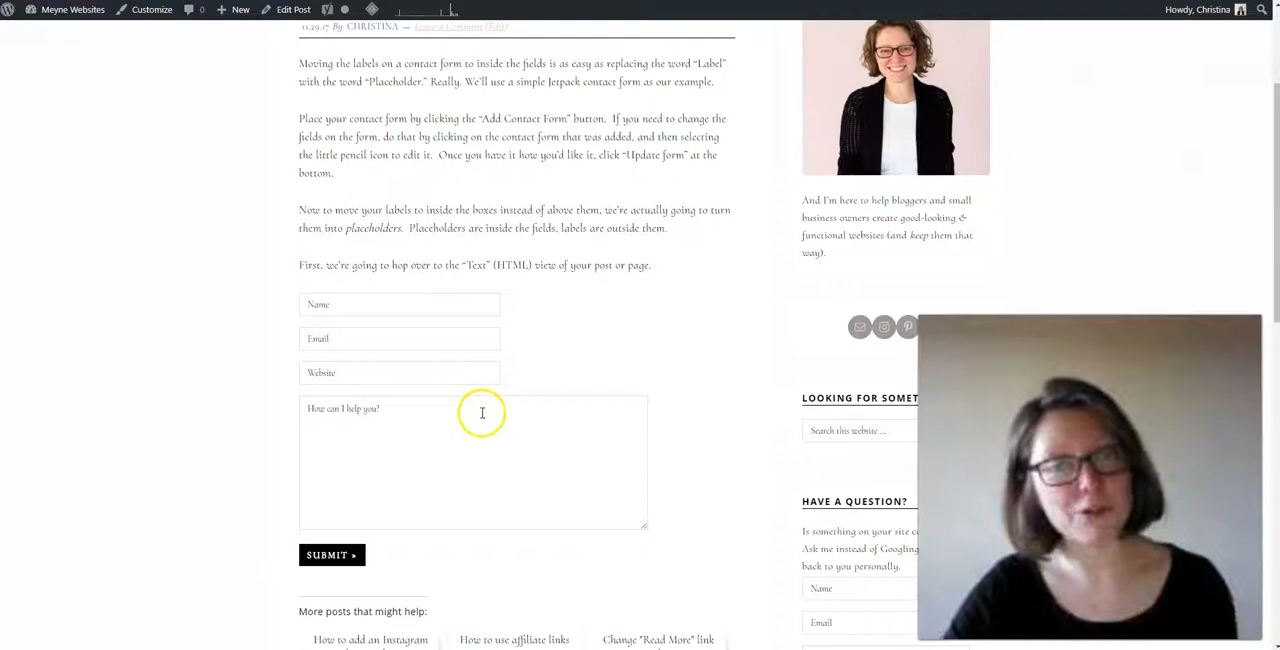 Meyne Websites Customize 0 New Edit Post Howdy, Christina
11.29.17 By CHRISTINA — Leave a Comment (Edit)
Moving the labels on a contact form to inside the fields is as easy as replacing the word “Label”
with the word “Placeholder.” Really. We’ll use a simple Jetpack contact form as our example.
Place your contact form by clicking the “Add Contact Form” button. If you need to change the
fields on the form, do that by clicking on the contact form that was added, and then selecting
the little pencil icon to edit it. Once you have it how you’d like it, click “Update form” at the
bottom.
Now to move your labels to inside the boxes instead of above them, we’re actually going to turn
them into placeholders. Placeholders are inside the fields, labels are outside them.
First, we’re going to hop over to the “Text” (HTML) view of your post or page.
Name
Email
Website
How can I help you?
SUBMIT »
More posts that might help:
How to add an Instagram
How to use affiliate links
Change "Read More" link
And I’m here to help bloggers and small
business owners create good-looking &
functional websites (and keep them that
way).
LOOKING FOR SOMET
Search this website ...
HAVE A QUESTION?
Is something on your site c
Ask me instead of Googling
back to you personally.
Name
Email